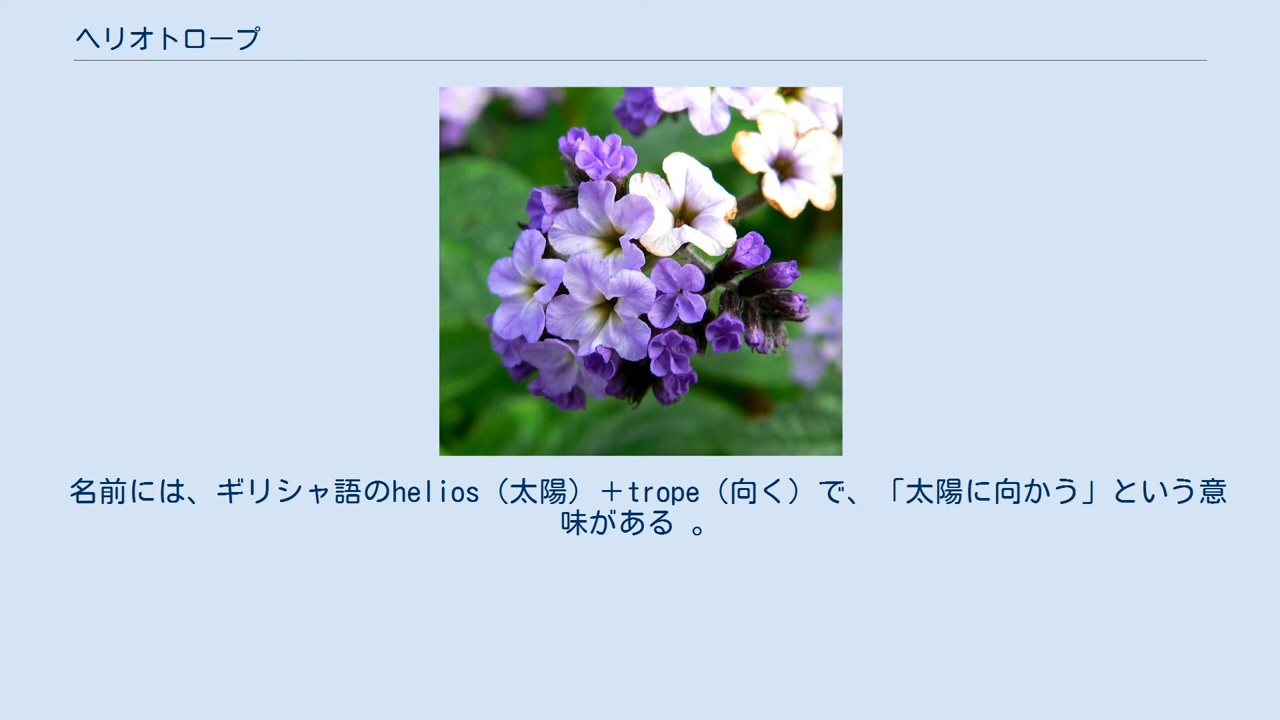 ヘリオトロープ
名前には、ギリシャ語のhelios（太陽）＋trope（向く）で、「太陽に向かう」という意
味がある 。